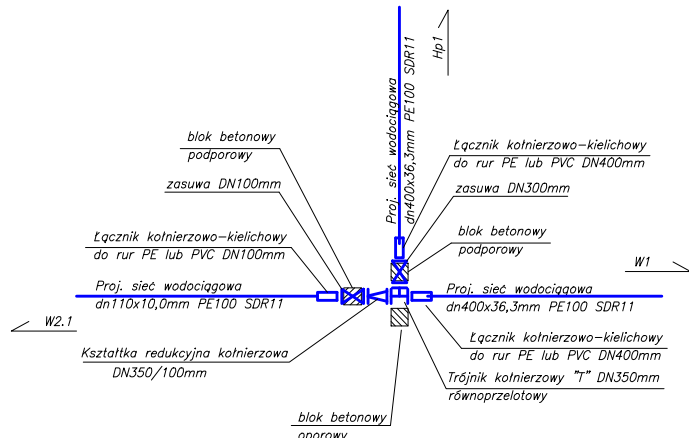 Hp1
Proj. sieć wodociągowa
dn400x36,3mm PE100 SDR11
blok betonowy
podporowy
zasuwa DN100mm
Łącznik kołnierzowo-kielichowy
do rur PE lub PVC DN100mm
Proj. sieć wodociągowa
dn110x10,0mm PE100 SDR11
W2.1
Kształtka redukcyjna kołnierzowa
DN350/100mm
blok betonowy
oporowy
Łącznik kołnierzowo-kielichowy
do rur PE lub PVC DN400mm
zasuwa DN300mm
blok betonowy
podporowy
W1
Proj. sieć wodociągowa
dn400x36,3mm PE100 SDR11
Łącznik kołnierzowo-kielichowy
do rur PE lub PVC DN400mm
Trójnik kołnierzowy "T" DN350mm
równoprzelotowy